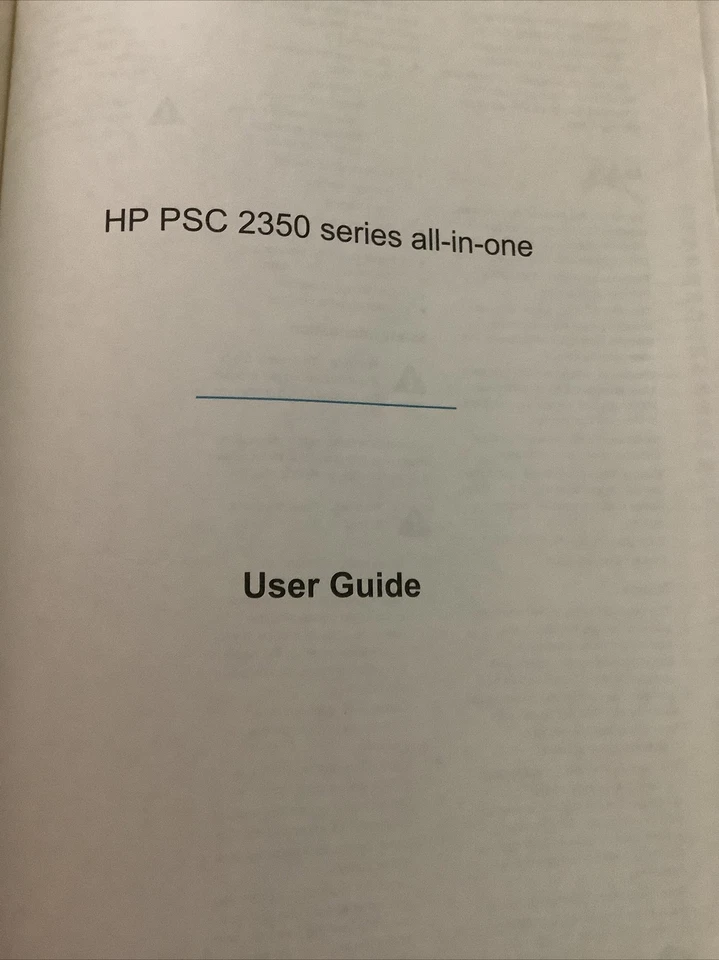 HP PSC 2350 series all-in-one
User Guide